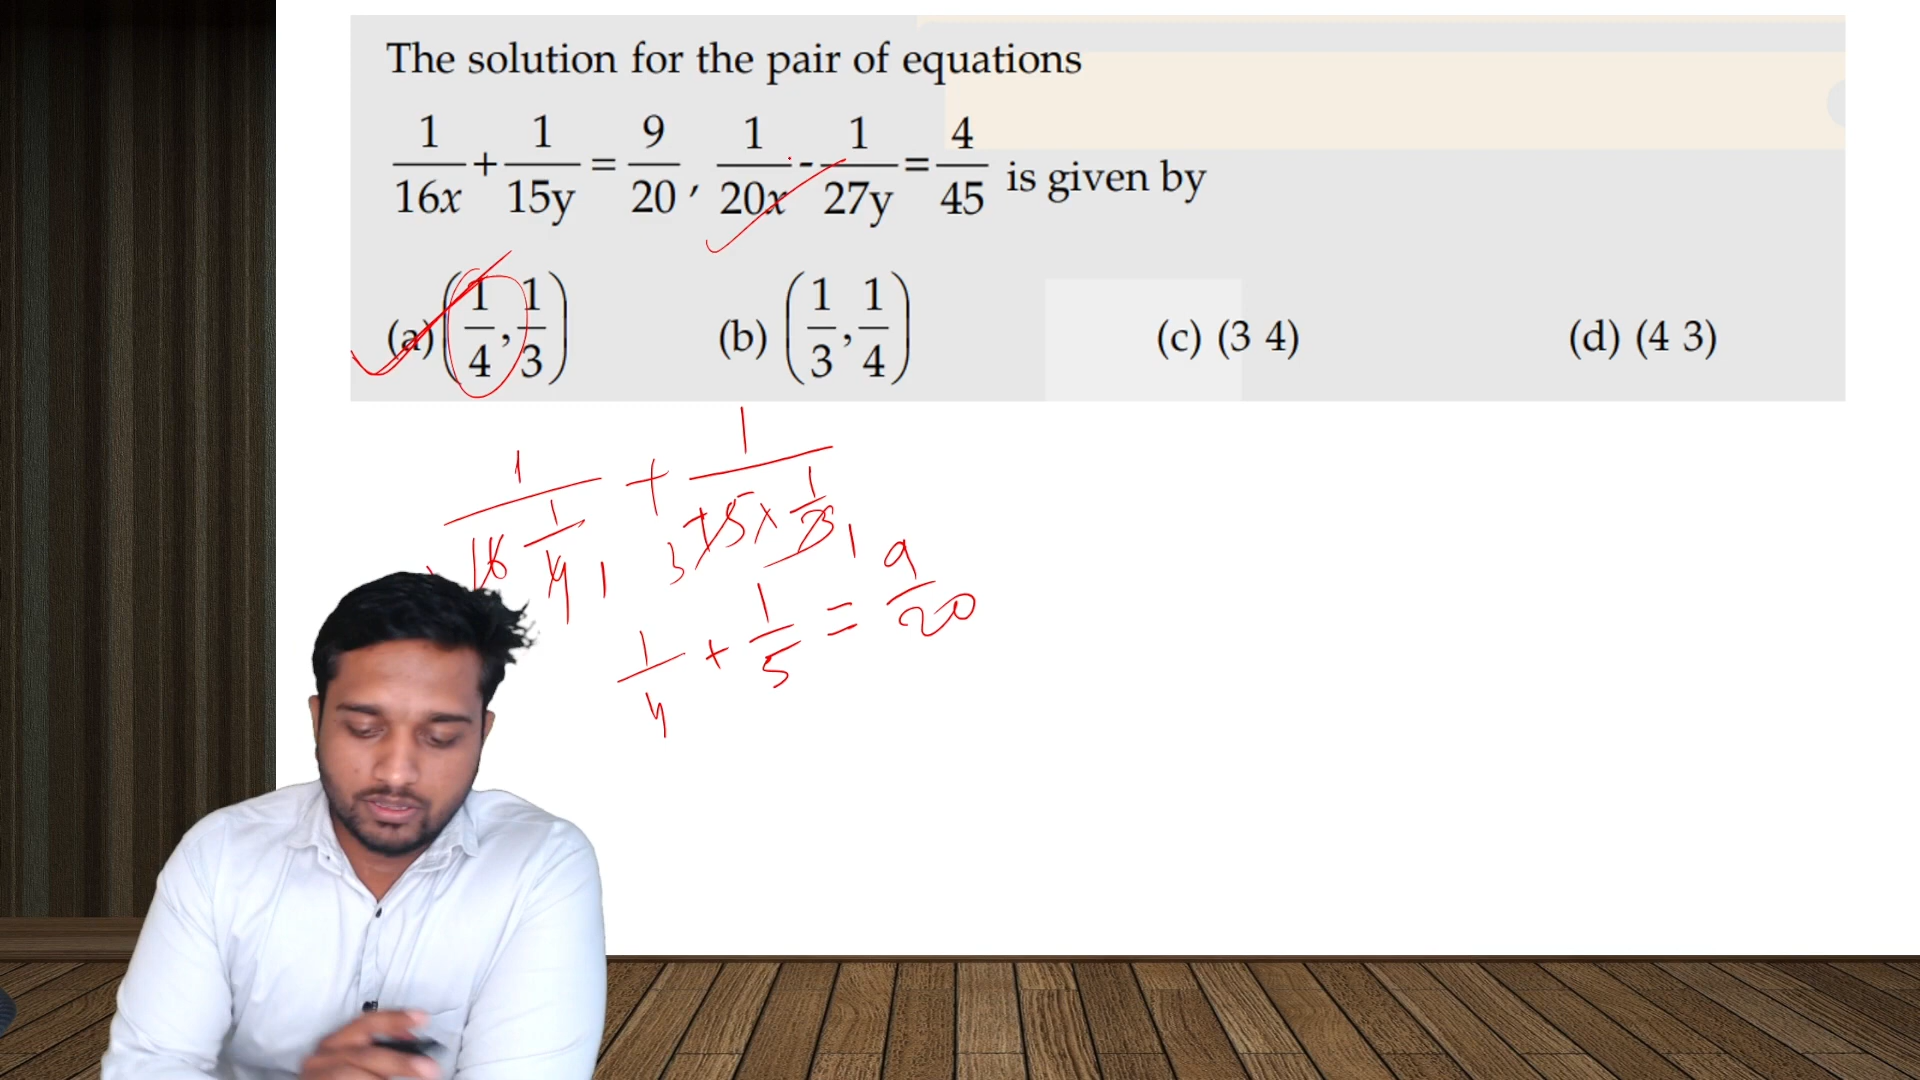 The solution for the pair of equations
1/16x + 1/15y = 9/20, 1/20x - 1/27y = 4/45 is given by
(a) (1/4, 1/3) (b) (1/3, 1/4) (c) (3 4) (d) (4 3)
1/4 + 1/5 = 9/20